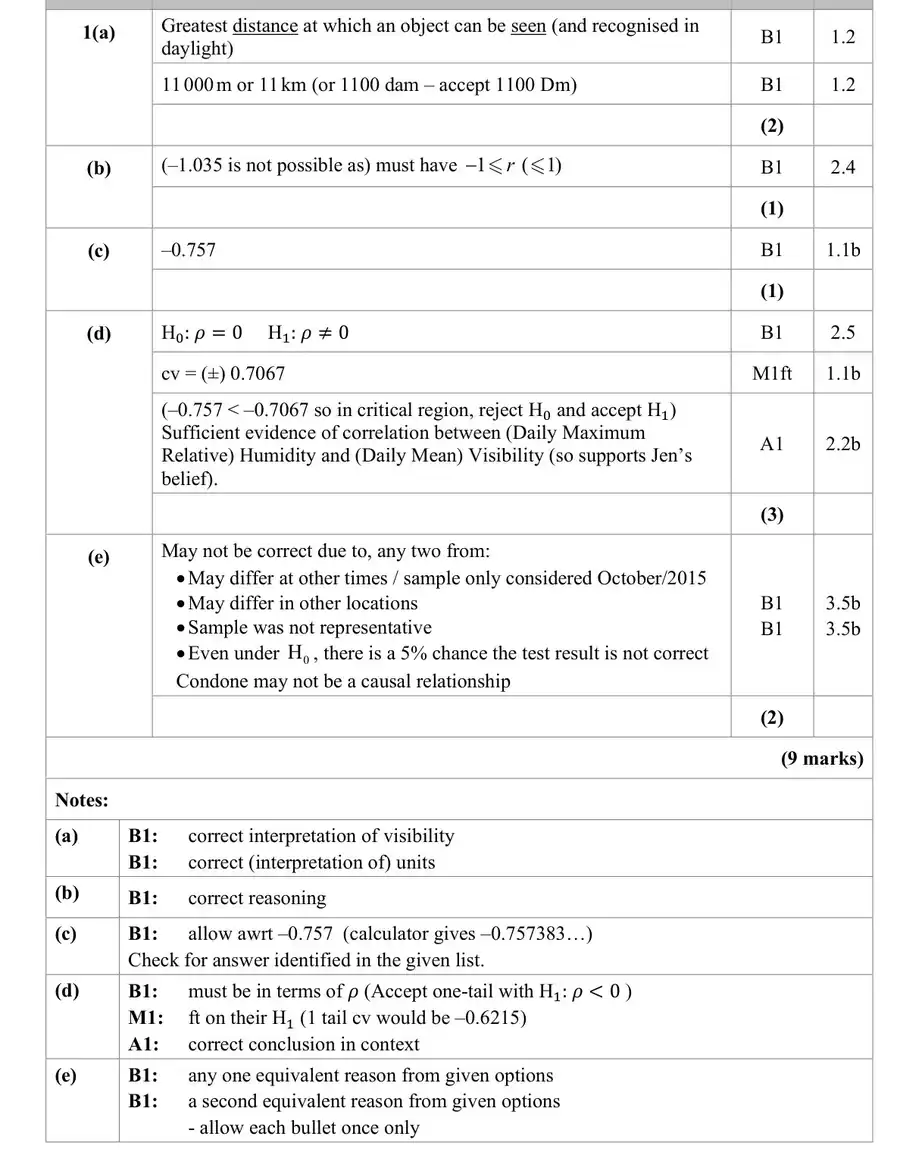 1(a) Greatest distance at which an object can be seen (and recognised in
daylight) B1 1.2
11 000 m or 11 km (or 1100 dam – accept 1100 Dm) B1 1.2
(2)
(b) (–1.035 is not possible as) must have −1 ⩽ r (⩽ 1) B1 2.4
(1)
(c) –0.757 B1 1.1b
(1)
(d) H₀: ρ = 0 H₁: ρ ≠ 0 B1 2.5
cv = (±) 0.7067 M1ft 1.1b
(–0.757 < –0.7067 so in critical region, reject H₀ and accept H₁)
Sufficient evidence of correlation between (Daily Maximum
Relative) Humidity and (Daily Mean) Visibility (so supports Jen's
belief). A1 2.2b
(3)
(e) May not be correct due to, any two from:
• May differ at other times / sample only considered October/2015
• May differ in other locations B1 3.5b
• Sample was not representative B1 3.5b
• Even under H₀ , there is a 5% chance the test result is not correct
Condone may not be a causal relationship
(2)
(9 marks)
Notes:
(a) B1: correct interpretation of visibility
B1: correct (interpretation of) units
(b) B1: correct reasoning
(c) B1: allow awrt –0.757 (calculator gives –0.757383…)
Check for answer identified in the given list.
(d) B1: must be in terms of ρ (Accept one-tail with H₁: ρ < 0 )
M1: ft on their H₁ (1 tail cv would be –0.6215)
A1: correct conclusion in context
(e) B1: any one equivalent reason from given options
B1: a second equivalent reason from given options
- allow each bullet once only